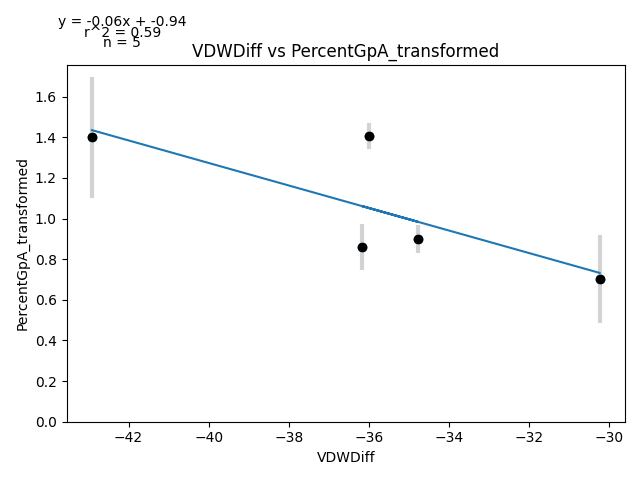 y = -0.06x + -0.94
r^2 = 0.59
n = 5
VDWDiff vs PercentGpA_transformed
PercentGpA_transformed
1.6
1.4
1.2
1.0
0.8
0.6
0.4
0.2
0.0
−42 −40 −38 −36 −34 −32 −30
VDWDiff